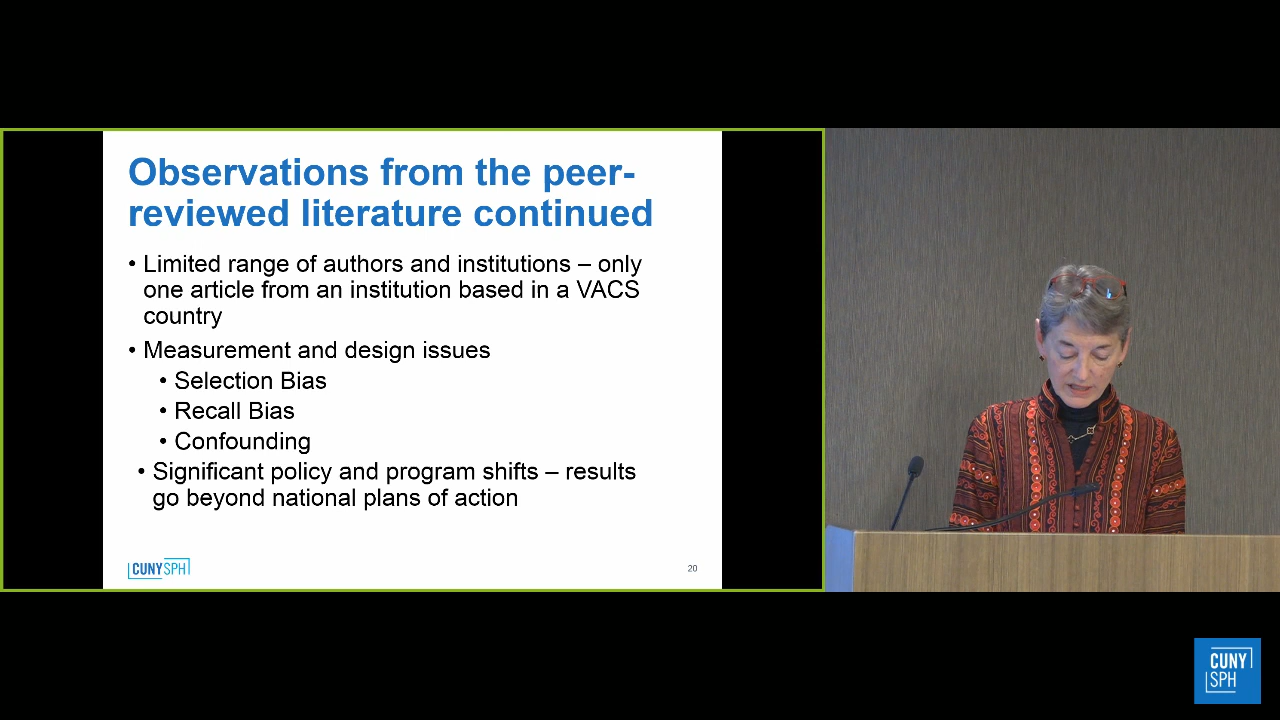 Observations from the peer-
reviewed literature continued
• Limited range of authors and institutions – only
one article from an institution based in a VACS
country
• Measurement and design issues
• Selection Bias
• Recall Bias
• Confounding
• Significant policy and program shifts – results
go beyond national plans of action
CUNY SPH
20
CUNY
SPH